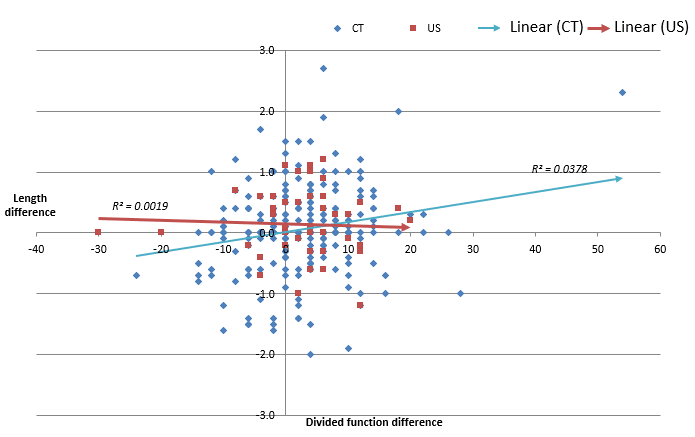 CT US Linear (CT) Linear (US)
3.0
2.0
1.0
0.0
-1.0
-2.0
-3.0
-40 -30 -20 -10 0 10 20 30 40 50 60
R² = 0.0378
R² = 0.0019
Length
difference
Divided function difference